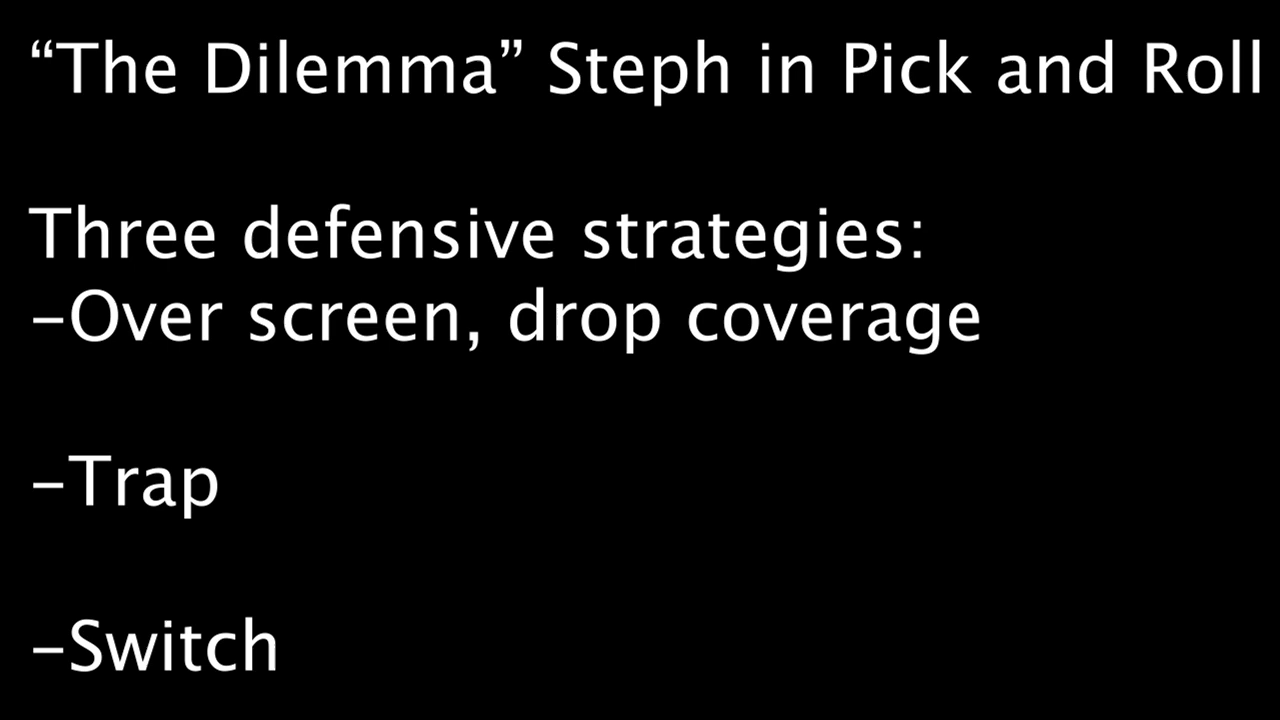 “The Dilemma” Steph in Pick and Roll
Three defensive strategies:
-Over screen, drop coverage
-Trap
-Switch